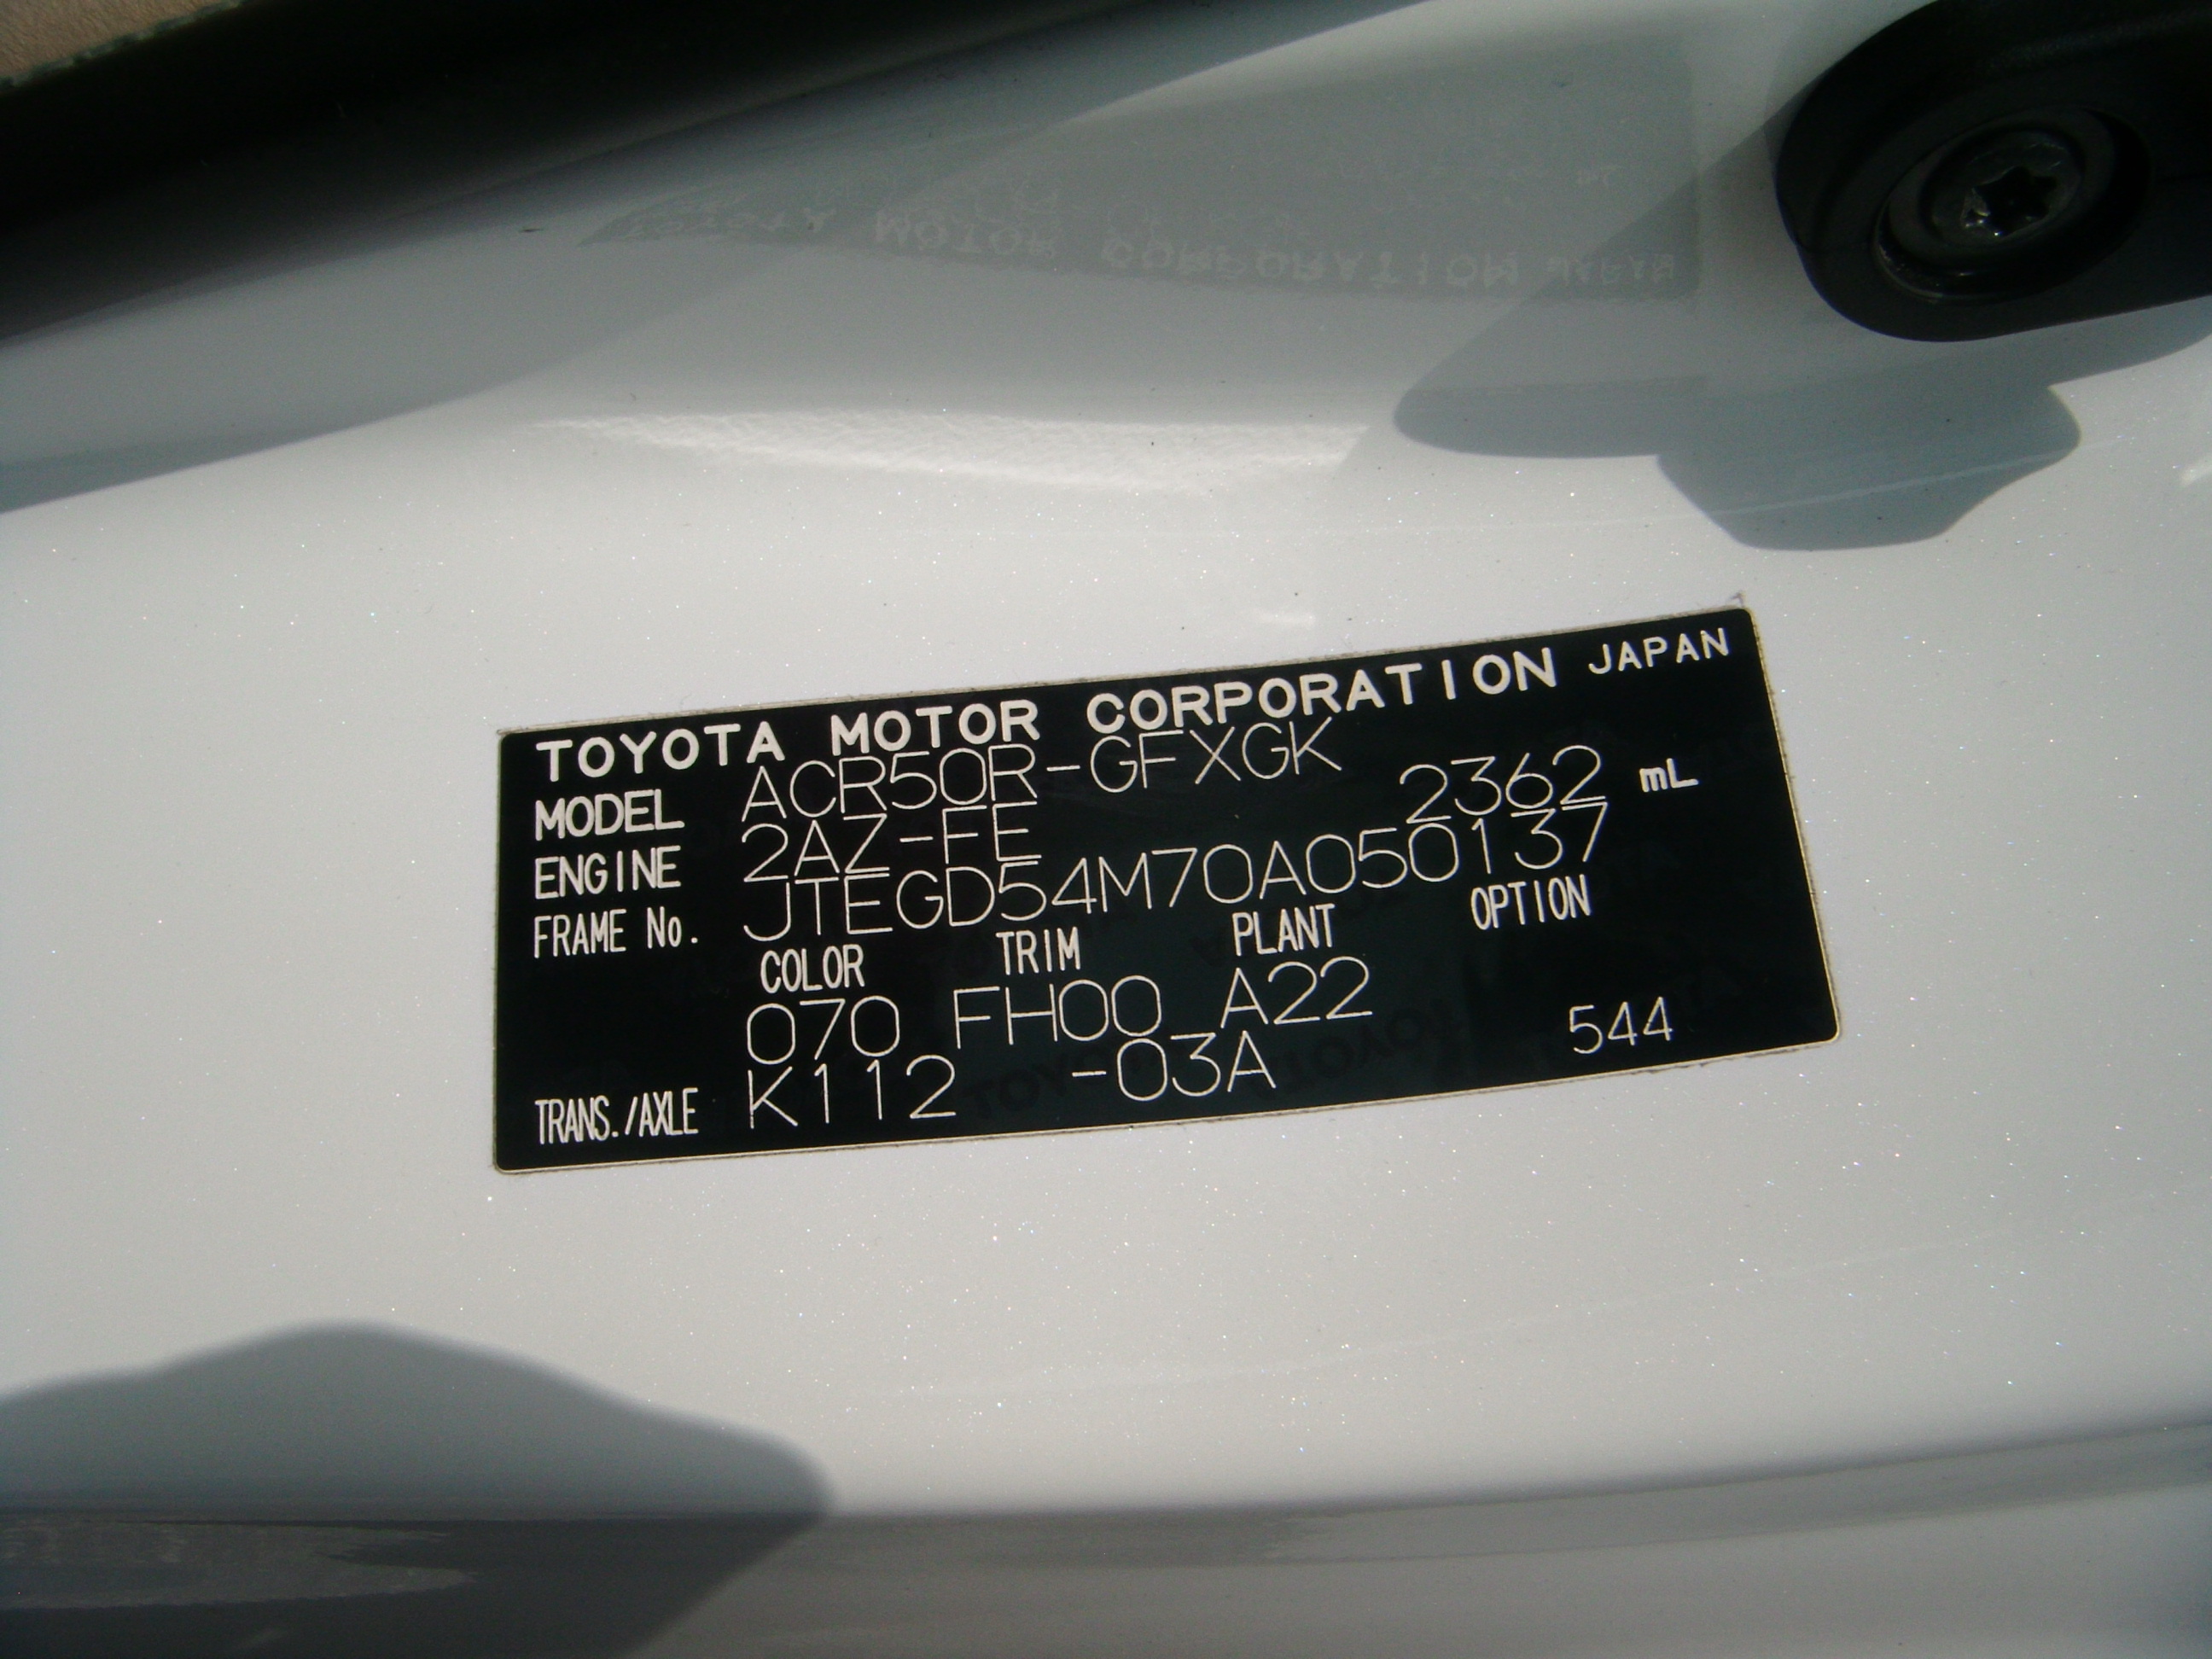 TOYOTA MOTOR CORPORATION JAPAN
MODEL ACR50R-GFXGK
ENGINE 2AZ-FE 2362 mL
FRAME No. JTEGD54M70A050137
COLOR TRIM PLANT OPTION
070 FH00 A22
TRANS./AXLE K112 -03A 544